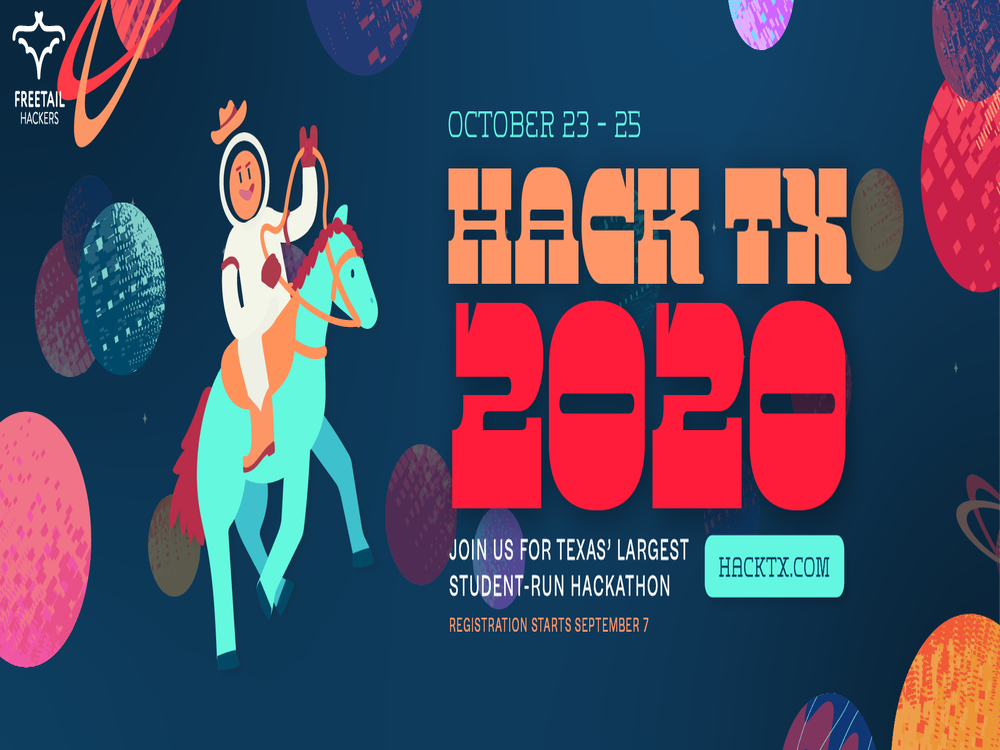 FREETAIL
HACKERS
OCTOBER 23 - 25
HACK TX
2020
JOIN US FOR TEXAS' LARGEST
STUDENT-RUN HACKATHON
HACKTX.COM
REGISTRATION STARTS SEPTEMBER 7